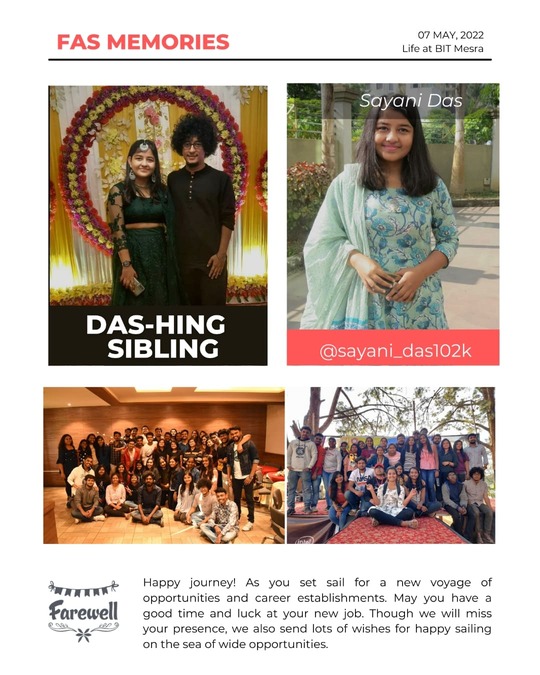 FAS MEMORIES
07 MAY, 2022
Life at BIT Mesra
Sayani Das
DAS-HING
SIBLING
@sayani_das102k
intel
Farewell
Happy journey! As you set sail for a new voyage of
opportunities and career establishments. May you have a
good time and luck at your new job. Though we will miss
your presence, we also send lots of wishes for happy sailing
on the sea of wide opportunities.